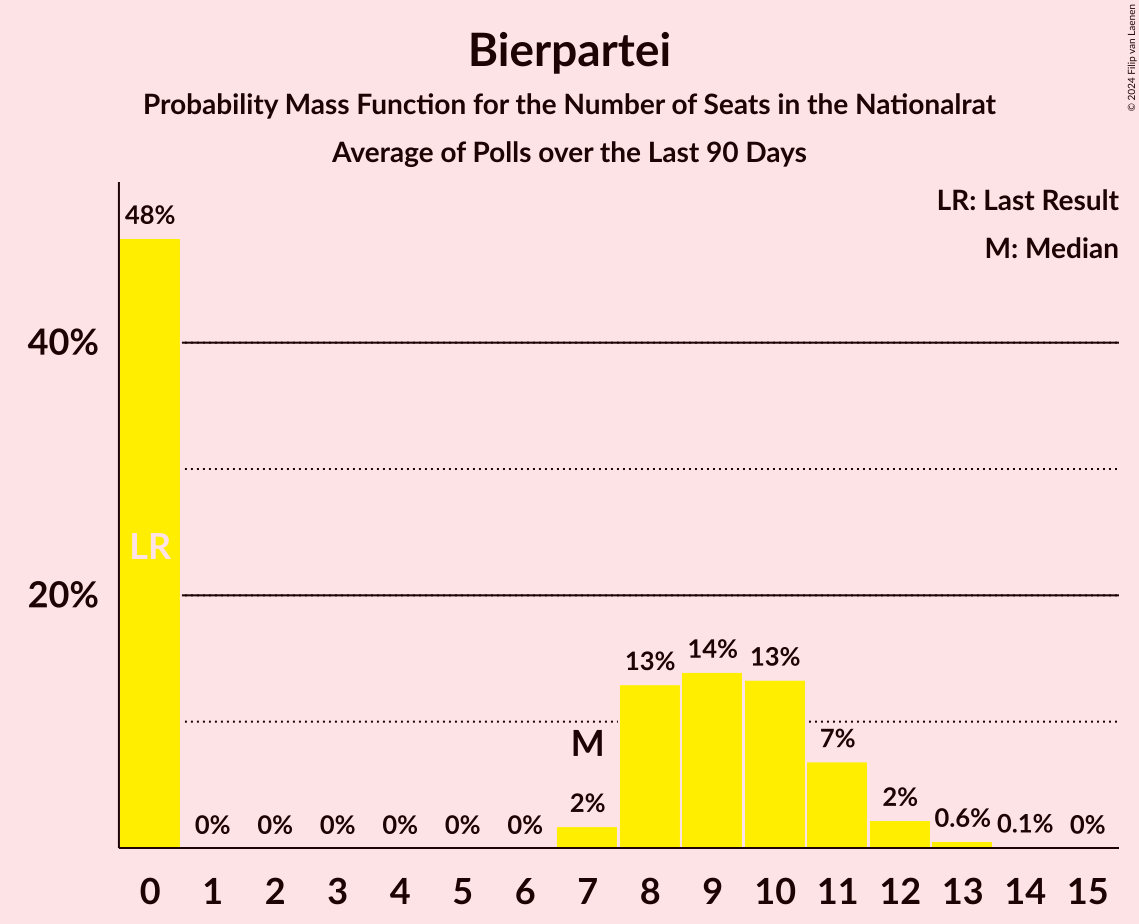 Bierpartei
Probability Mass Function for the Number of Seats in the Nationalrat
Average of Polls over the Last 90 Days
© 2024 Filip van Laenen
LR: Last Result
M: Median
48%
40%
LR
20%
M
0% 0% 0% 0% 0% 0% 2% 13% 14% 13% 7% 2% 0.6% 0.1% 0%
0 1 2 3 4 5 6 7 8 9 10 11 12 13 14 15